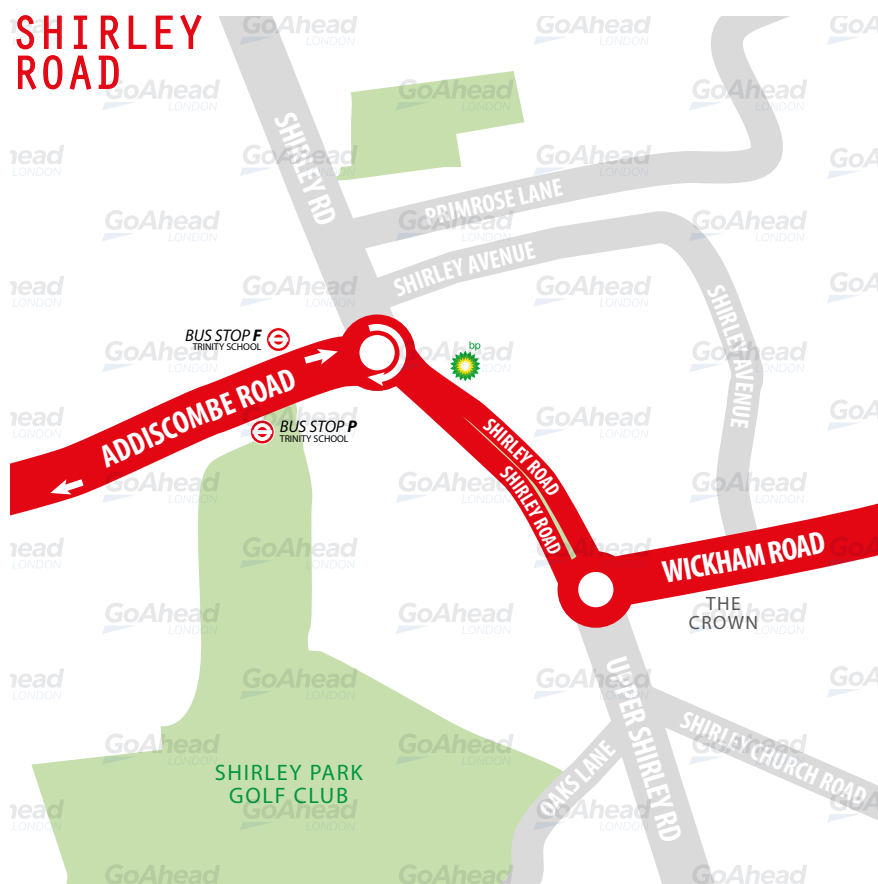 SHIRLEY
ROAD
SHIRLEY RD
PRIMROSE LANE
SHIRLEY AVENUE
SHIRLEY AVENUE
BUS STOP F
TRINITY SCHOOL
bp
ADDISCOMBE ROAD
BUS STOP P
TRINITY SCHOOL
SHIRLEY ROAD
SHIRLEY ROAD
WICKHAM ROAD
THE
CROWN
UPPER SHIRLEY RD
SHIRLEY CHURCH ROAD
OAKS LANE
SHIRLEY PARK
GOLF CLUB
GoAhead
LONDON